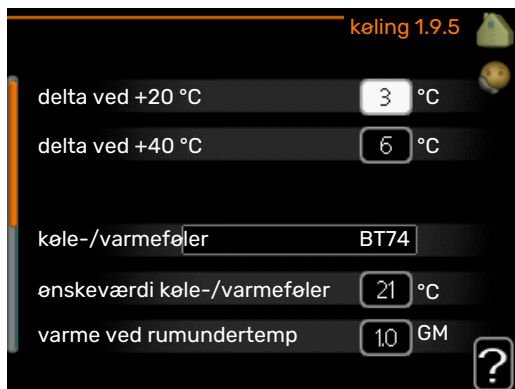 køling 1.9.5
delta ved +20 °C 3 °C
delta ved +40 °C 6 °C
køle-/varmeføler BT74
ønskeværdi køle-/varmeføler 21 °C
varme ved rumundertemp 1.0 GM
?